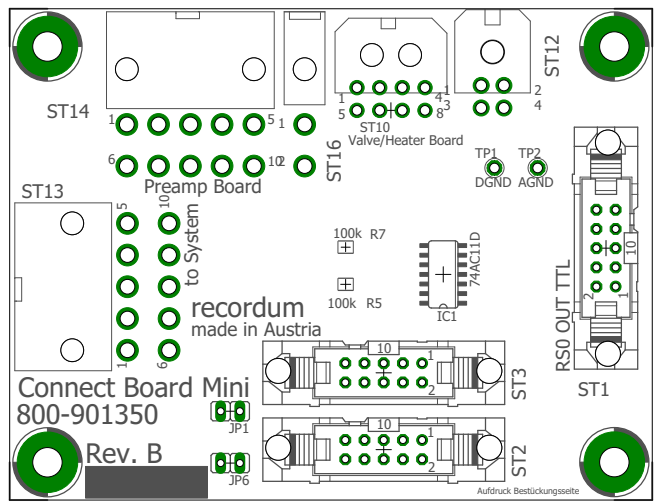 ST14
1
5
6
10
Preamp Board
1
2
ST16
1
4
5
8
ST10
Valve/Heater Board
1
2
3
4
ST12
TP1
DGND
TP2
AGND
ST13
5
10
1
6
to System
100k R7
100k R5
74AC11D
IC1
10
2
1
RS0 OUT TTL
ST1
recordum
made in Austria
10
1
2
ST3
Connect Board Mini
800-901350
JP1
10
1
2
ST2
Rev. B
JP6
Aufdruck Bestückungsseite